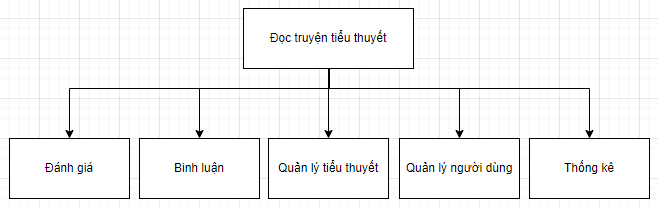 Đọc truyện tiểu thuyết
Đánh giá
Bình luận
Quản lý tiểu thuyết
Quản lý người dùng
Thống kê